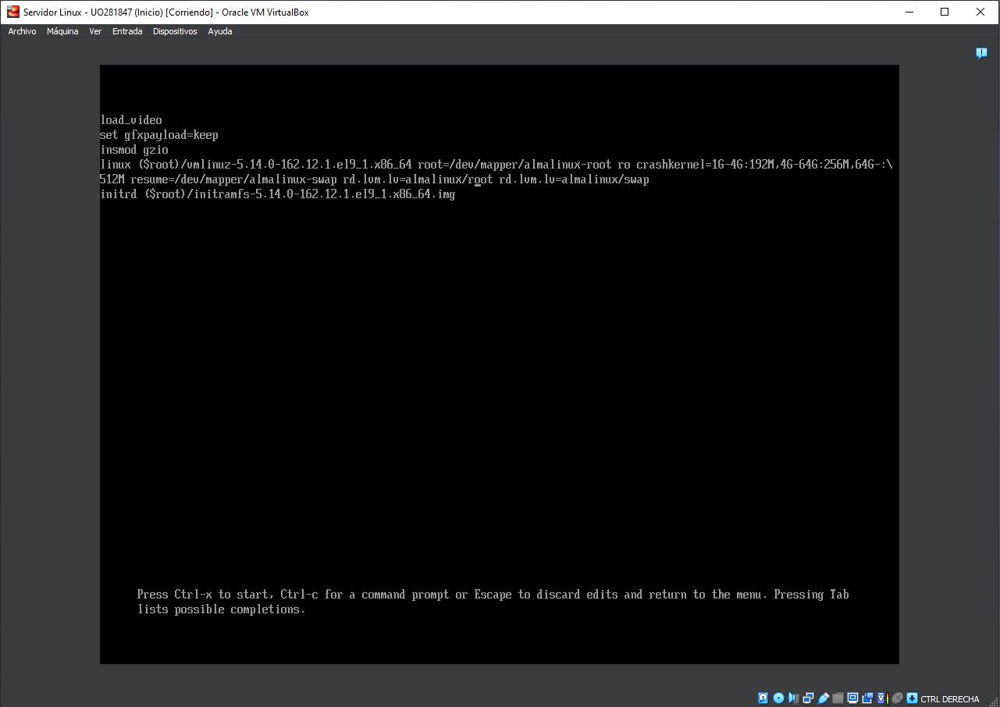 Servidor Linux - UO281847 (Inicio) [Corriendo] - Oracle VM VirtualBox
Archivo Máquina Ver Entrada Dispositivos Ayuda
load_video
set gfxpayload=keep
insmod gzio
linux ($root)/vmlinuz-5.14.0-162.12.1.el9_1.x86_64 root=/dev/mapper/almalinux-root ro crashkernel=1G-4G:192M,4G-64G:256M,64G-:\
512M resume=/dev/mapper/almalinux-swap rd.lvm.lv=almalinux/root rd.lvm.lv=almalinux/swap
initrd ($root)/initramfs-5.14.0-162.12.1.el9_1.x86_64.img
Press Ctrl-x to start, Ctrl-c for a command prompt or Escape to discard edits and return to the menu. Pressing Tab
lists possible completions.
CTRL DERECHA